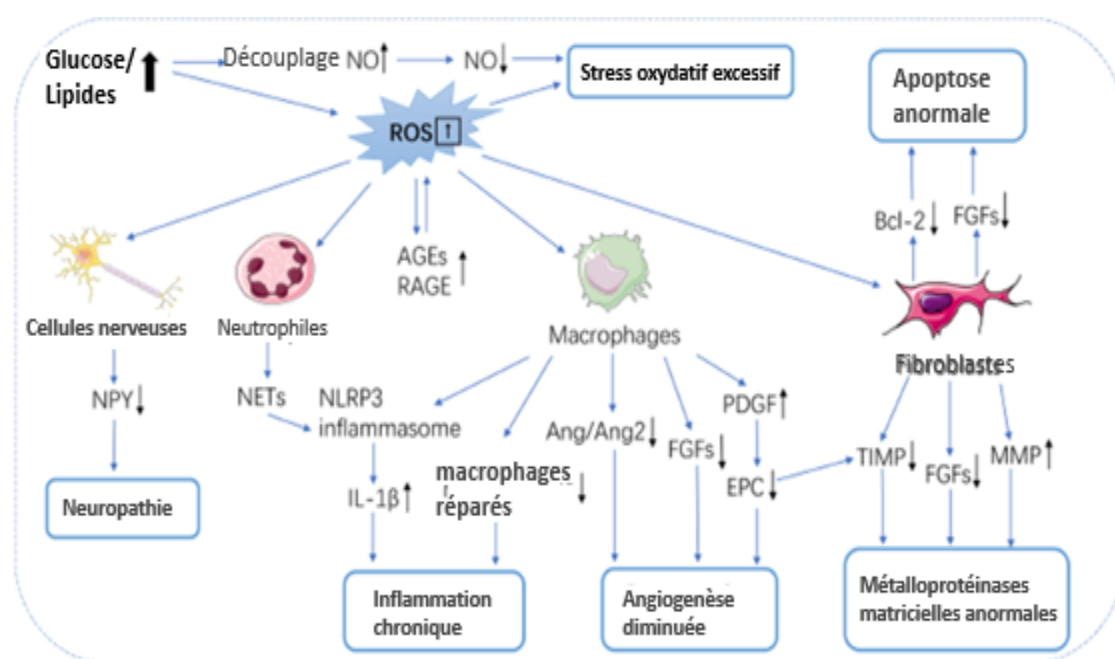 Glucose/
Lipides
Découplage NO↑
NO↓
Stress oxydatif excessif
Apoptose
anormale
ROS ↑
Bcl-2↓
FGFs↓
AGEs
RAGE ↑
Cellules nerveuses
Neutrophiles
Macrophages
Fibroblastes
NPY↓
NETs
NLRP3
inflammasome
Ang/Ang2↓
FGFs↓
PDGF↑
EPC↓
TIMP↓
FGFs↓
MMP↑
macrophages
réparés ↓
IL-1β↑
Neuropathie
Inflammation
chronique
Angiogenèse
diminuée
Métalloprotéinases
matricielles anormales